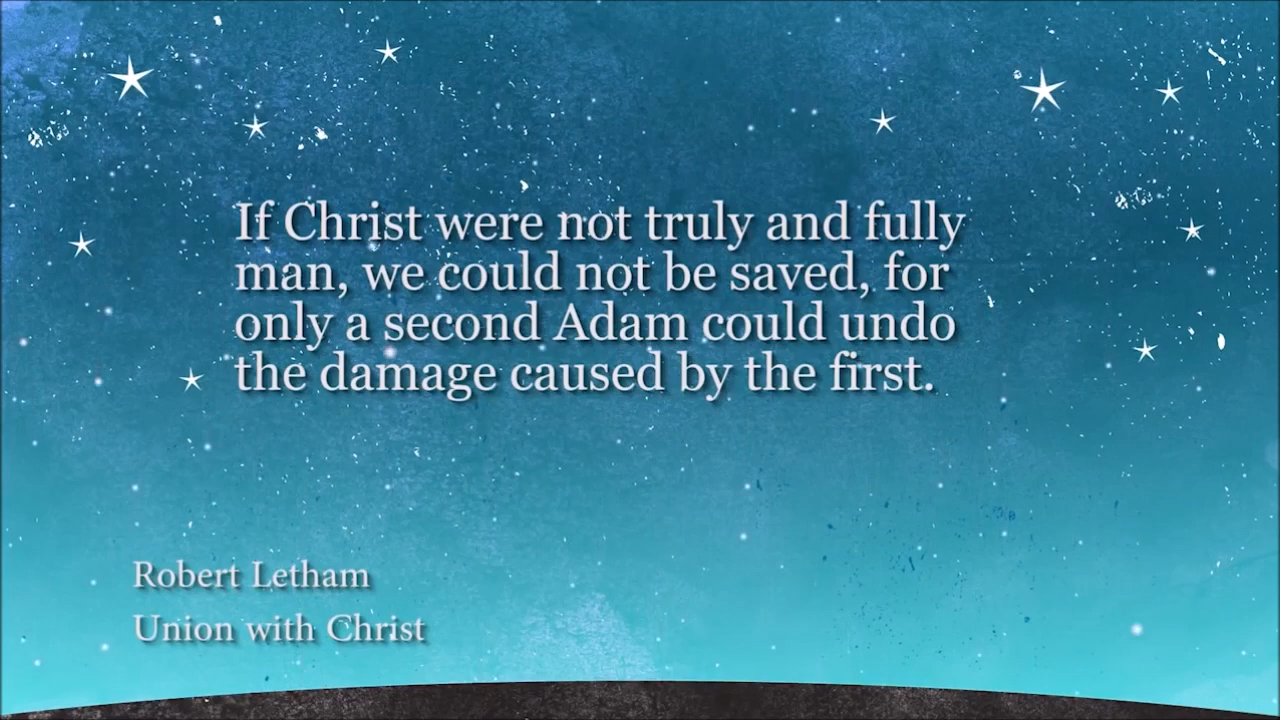 If Christ were not truly and fully
man, we could not be saved, for
only a second Adam could undo
the damage caused by the first.
Robert Letham
Union with Christ